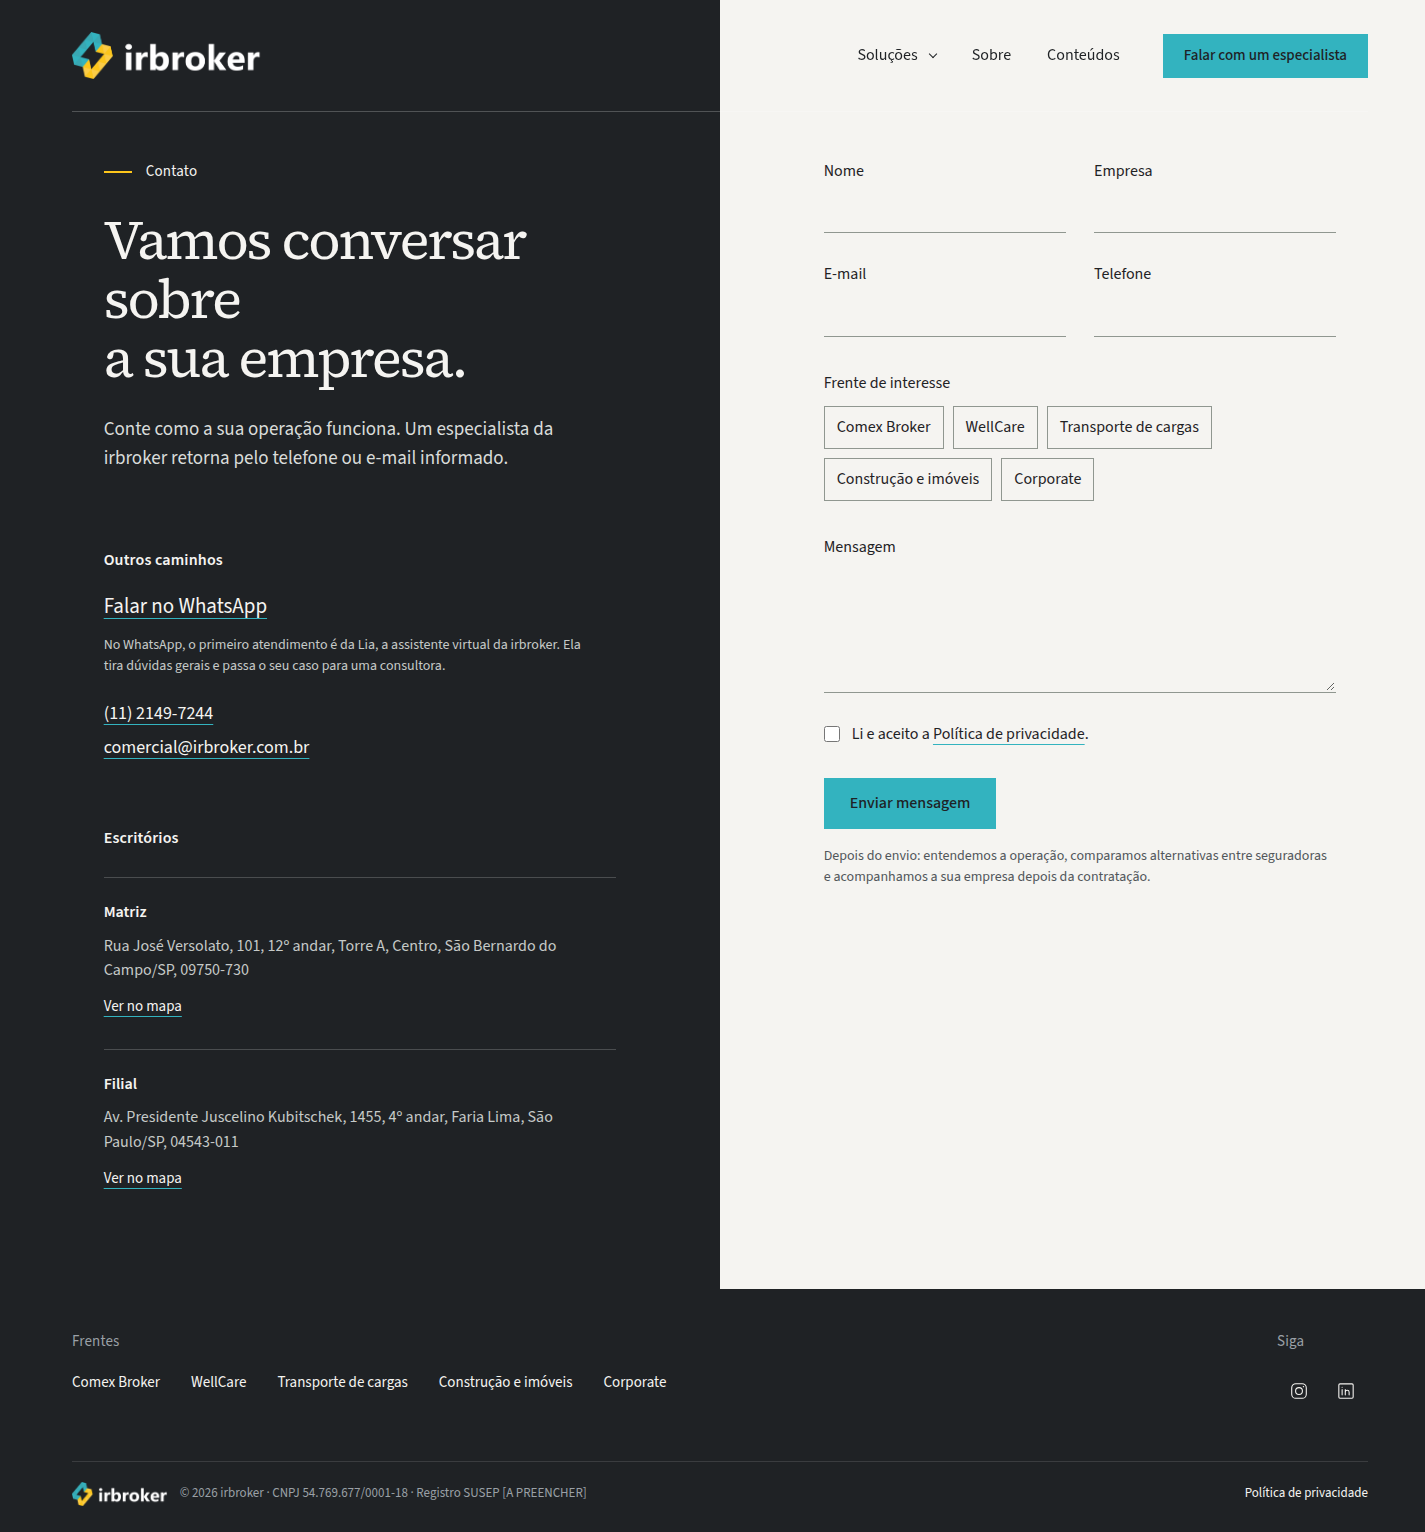 irbroker
Soluções
Sobre
Conteúdos
Falar com um especialista
Contato
Vamos conversar
sobre
a sua empresa.
Conte como a sua operação funciona. Um especialista da
irbroker retorna pelo telefone ou e-mail informado.
Outros caminhos
Falar no WhatsApp
No WhatsApp, o primeiro atendimento é da Lia, a assistente virtual da irbroker. Ela
tira dúvidas gerais e passa o seu caso para uma consultora.
(11) 2149-7244
comercial@irbroker.com.br
Escritórios
Matriz
Rua José Versolato, 101, 12º andar, Torre A, Centro, São Bernardo do
Campo/SP, 09750-730
Ver no mapa
Filial
Av. Presidente Juscelino Kubitschek, 1455, 4º andar, Faria Lima, São
Paulo/SP, 04543-011
Ver no mapa
Nome
Empresa
E-mail
Telefone
Frente de interesse
Comex Broker
WellCare
Transporte de cargas
Construção e imóveis
Corporate
Mensagem
Li e aceito a Política de privacidade.
Enviar mensagem
Depois do envio: entendemos a operação, comparamos alternativas entre seguradoras
e acompanhamos a sua empresa depois da contratação.
Frentes
Comex Broker
WellCare
Transporte de cargas
Construção e imóveis
Corporate
Siga
irbroker
© 2026 irbroker · CNPJ 54.769.677/0001-18 · Registro SUSEP [A PREENCHER]
Política de privacidade